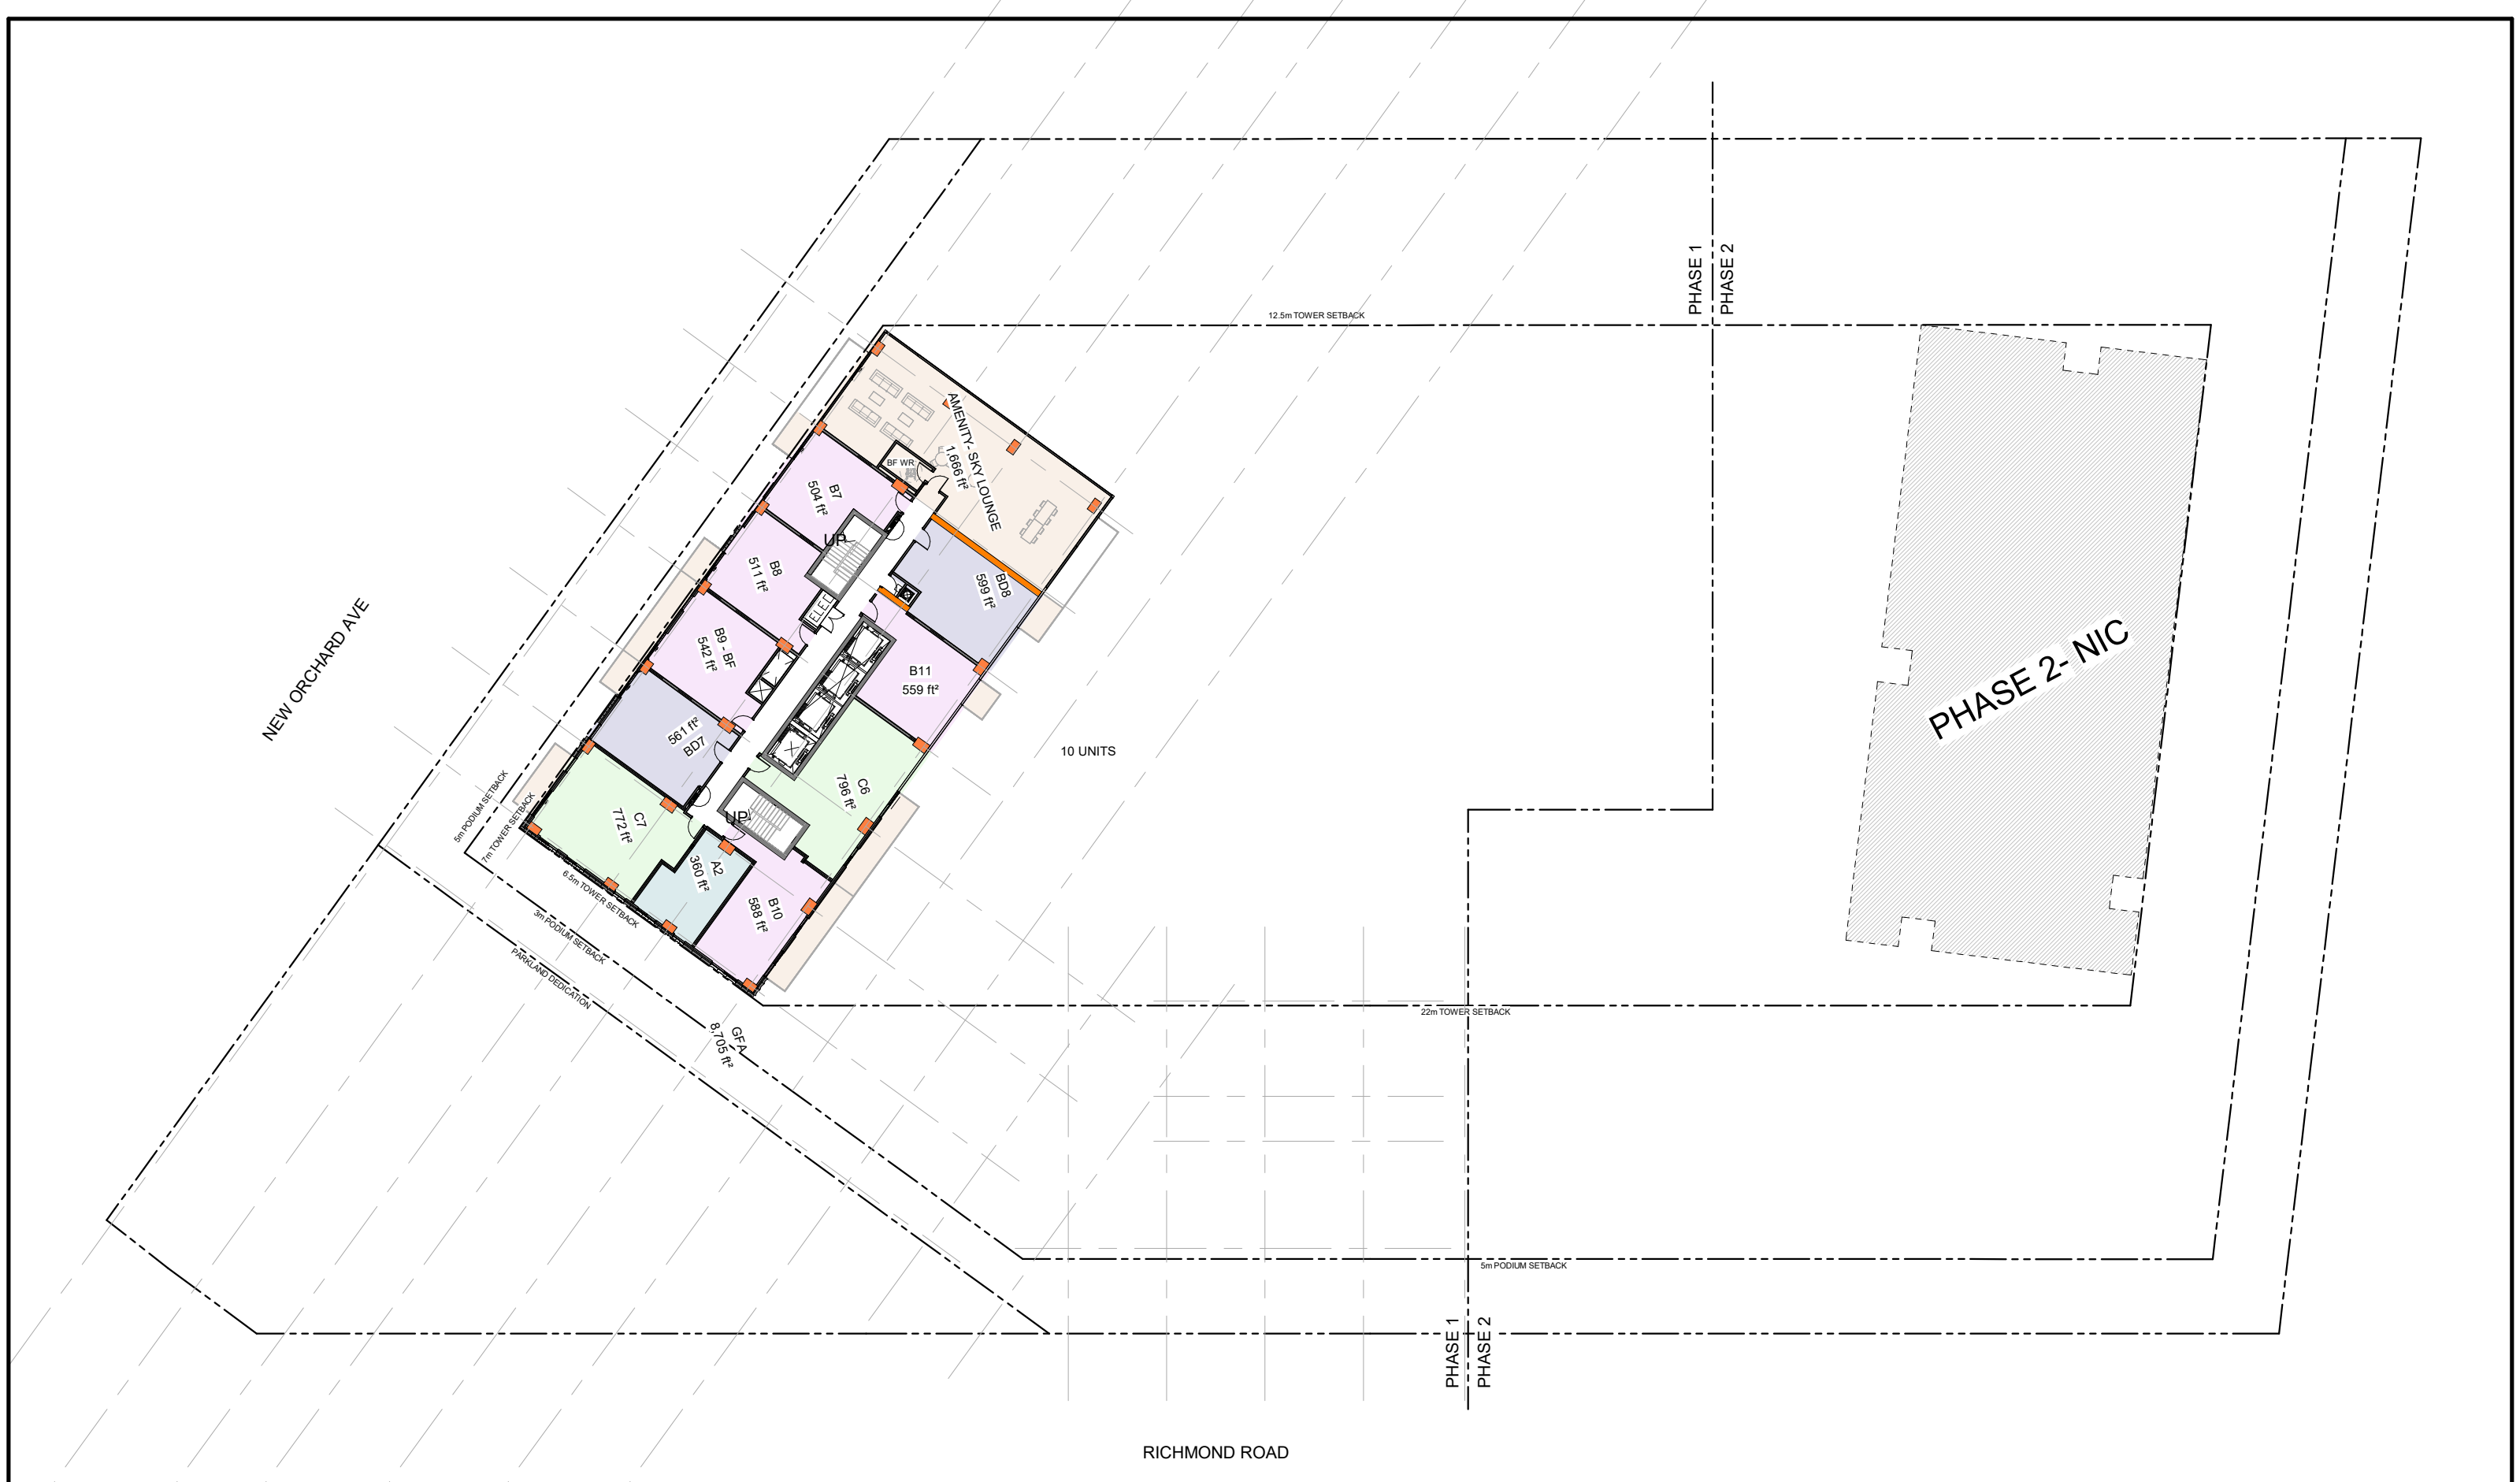 PHASE 1
PHASE 2
12.5m TOWER SETBACK
AMENITY- SKY LOUNGE
1,666 ft²
BF WR
B7
504 ft²
UP
B8
511 ft²
BD8
599 ft²
ELEC
NEW ORCHARD AVE
B9 - BF
542 ft²
B11
559 ft²
PHASE 2- NIC
561 ft²
BD7
10 UNITS
C6
796 ft²
5m PODIUM SETBACK
7m TOWER SETBACK
C7
772 ft²
UP
A2
360 ft²
B10
588 ft²
6.5m TOWER SETBACK
3m PODIUM SETBACK
PARKLAND DEDICATION
GFA
8,705 ft²
22m TOWER SETBACK
5m PODIUM SETBACK
PHASE 1
PHASE 2
RICHMOND ROAD